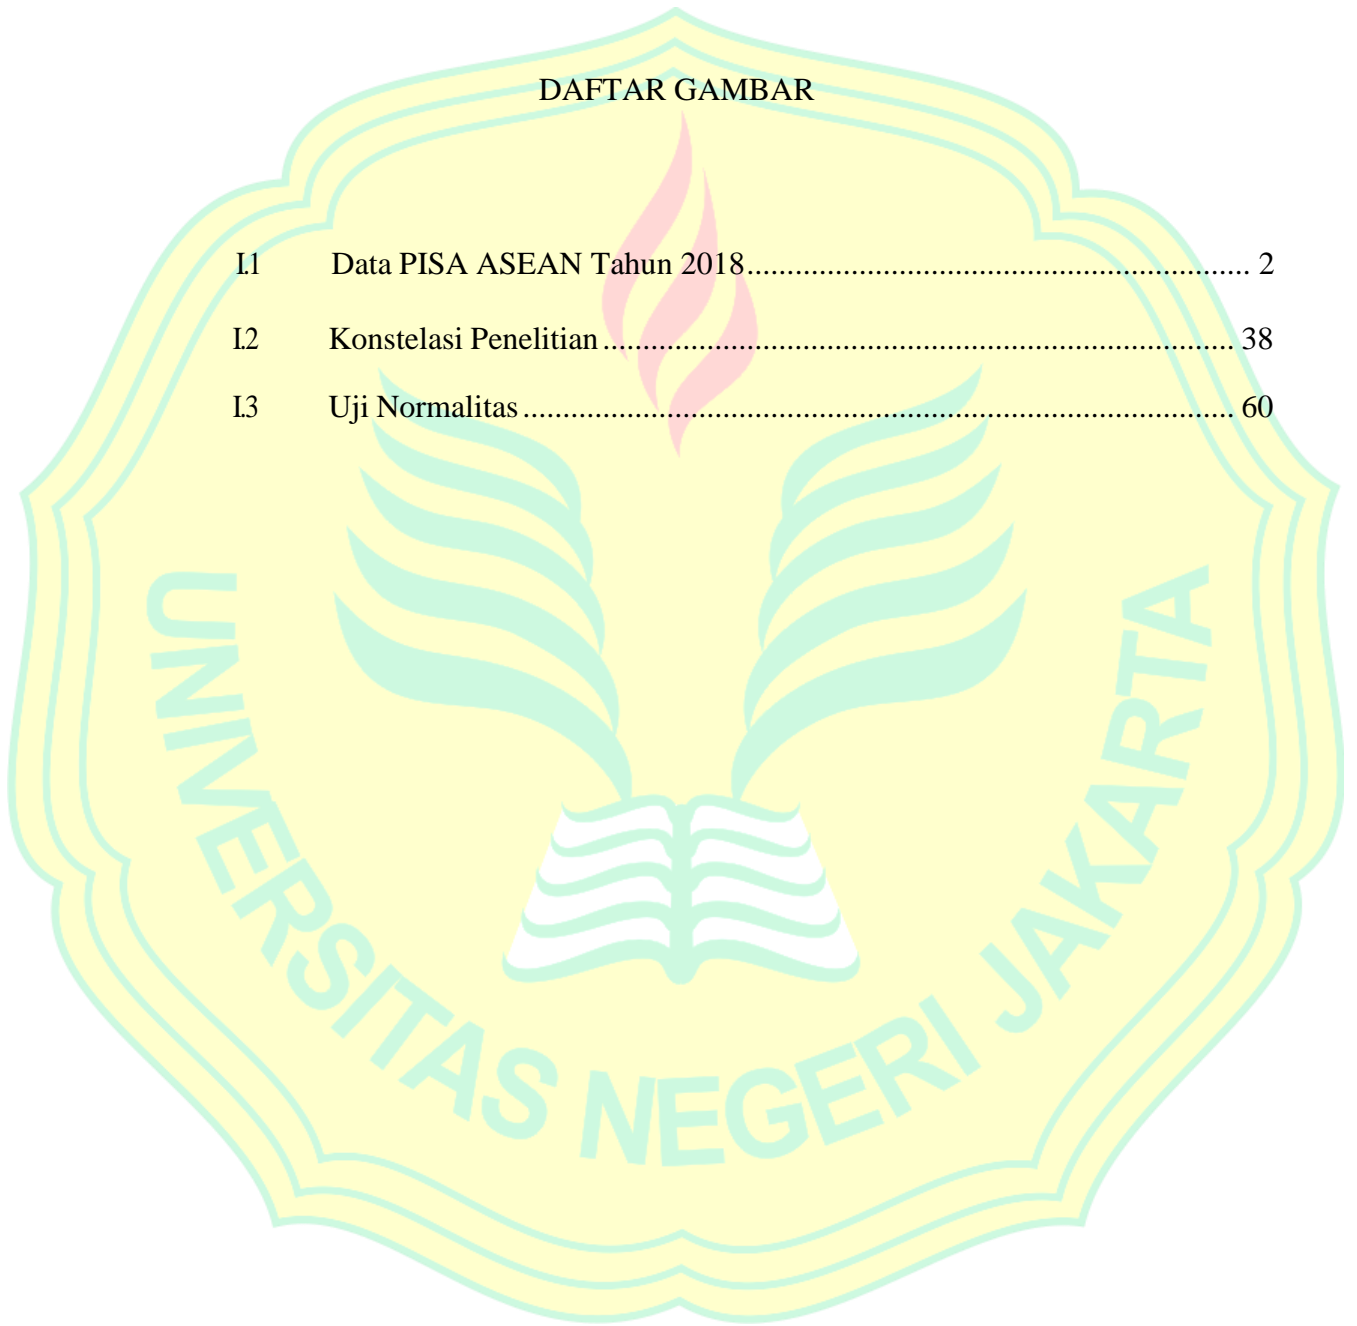 DAFTAR GAMBAR
I.1 Data PISA ASEAN Tahun 2018............................................................... 2
I.2 Konstelasi Penelitian............................................................................... 38
I.3 Uji Normalitas......................................................................................... 60
UNIVERSITAS NEGERI JAKARTA